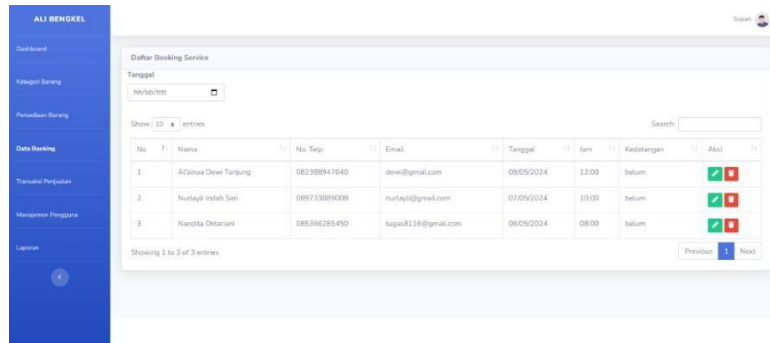 ALI BENGKEL
Supiah
Dashboard
Kategori Barang
Persediaan Barang
Data Booking
Transaksi Penjualan
Manajemen Pengguna
Laporan
Daftar Booking Service
Tanggal
hh/bb/tttt
Show 10 entries
Search:
No Nama No. Telp Email Tanggal Jam Kedatangan Aksi
1 Al'ainaa Dewi Tanjung 082388947640 dewi@gmail.com 08/05/2024 12:00 belum
2 Nurlayli indah Sari 089733889008 nurlayli@gmail.com 07/05/2024 10:00 belum
3 Nandita Oktariani 085366285450 tugas8116@gmail.com 06/05/2024 08:00 belum
Showing 1 to 3 of 3 entries
Previous 1 Next